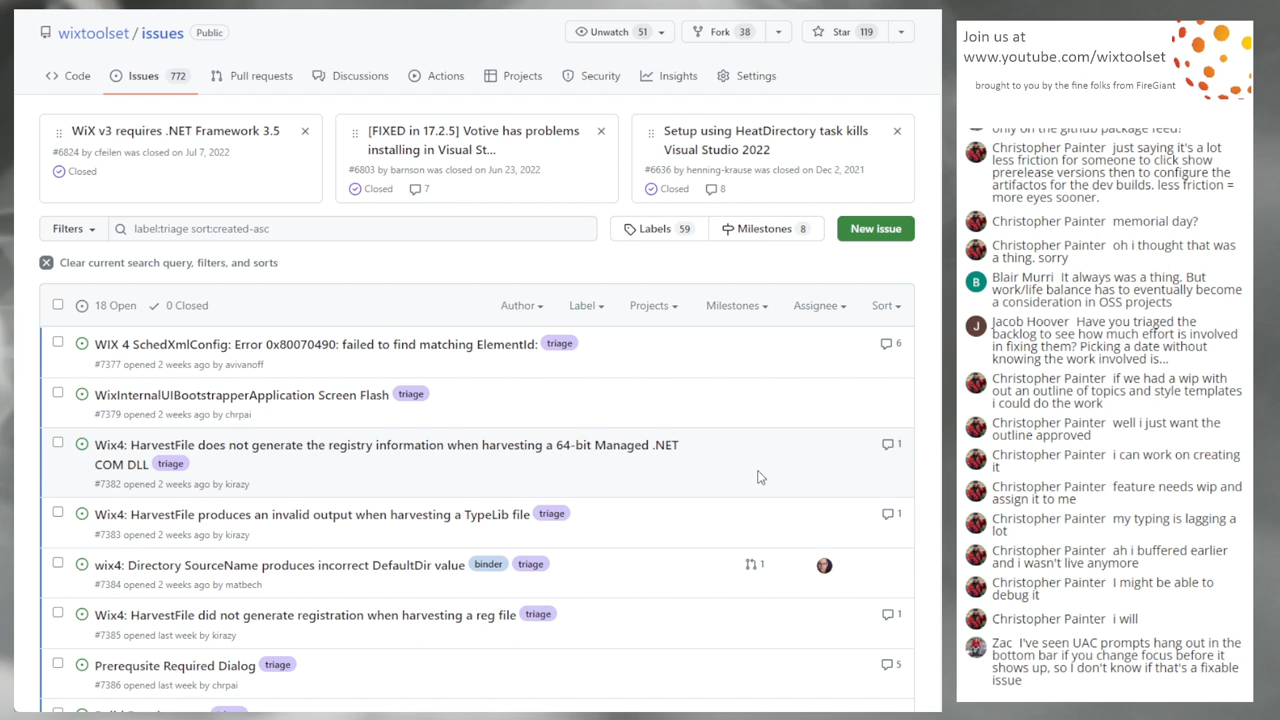 wixtoolset / issues Public
Unwatch 51 Fork 38 Star 119
Code Issues 772 Pull requests Discussions Actions Projects Security Insights Settings
WiX v3 requires .NET Framework 3.5
#6824 by cfeilen was closed on Jul 7, 2022
Closed
[FIXED in 17.2.5] Votive has problems
installing in Visual St...
#6803 by barnson was closed on Jun 23, 2022
Closed 7
Setup using HeatDirectory task kills
Visual Studio 2022
#6636 by henning-krause was closed on Dec 2, 2021
Closed 8
Filters label:triage sort:created-asc Labels 59 Milestones 8 New issue
Clear current search query, filters, and sorts
18 Open 0 Closed Author Label Projects Milestones Assignee Sort
WIX 4 SchedXmlConfig: Error 0x80070490: failed to find matching ElementId: triage 6
#7377 opened 2 weeks ago by avivanoff
WixInternalUIBootstrapperApplication Screen Flash triage
#7379 opened 2 weeks ago by chrpai
Wix4: HarvestFile does not generate the registry information when harvesting a 64-bit Managed .NET
COM DLL triage 1
#7382 opened 2 weeks ago by kirazy
Wix4: HarvestFile produces an invalid output when harvesting a TypeLib file triage 1
#7383 opened 2 weeks ago by kirazy
wix4: Directory SourceName produces incorrect DefaultDir value binder triage 1
#7384 opened 2 weeks ago by matbech
Wix4: HarvestFile did not generate registration when harvesting a reg file triage 1
#7385 opened last week by kirazy
Prerequsite Required Dialog triage 5
#7386 opened last week by chrpai
Join us at
www.youtube.com/wixtoolset
brought to you by the fine folks from FireGiant
only on the github package feed?
Christopher Painter just saying it's a lot
less friction for someone to click show
prerelease versions then to configure the
artifactos for the dev builds. less friction =
more eyes sooner.
Christopher Painter memorial day?
Christopher Painter oh i thought that was
a thing. sorry
Blair Murri It always was a thing. But
work/life balance has to eventually become
a consideration in OSS projects
Jacob Hoover Have you triaged the
backlog to see how much effort is involved
in fixing them? Picking a date without
knowing the work involved is...
Christopher Painter if we had a wip with
out an outline of topics and style templates
i could do the work
Christopher Painter well i just want the
outline approved
Christopher Painter i can work on creating
it
Christopher Painter feature needs wip and
assign it to me
Christopher Painter my typing is lagging a
lot
Christopher Painter ah i buffered earlier
and i wasn't live anymore
Christopher Painter I might be able to
debug it
Christopher Painter i will
Zac I've seen UAC prompts hang out in the
bottom bar if you change focus before it
shows up, so i don't know if that's a fixable
issue